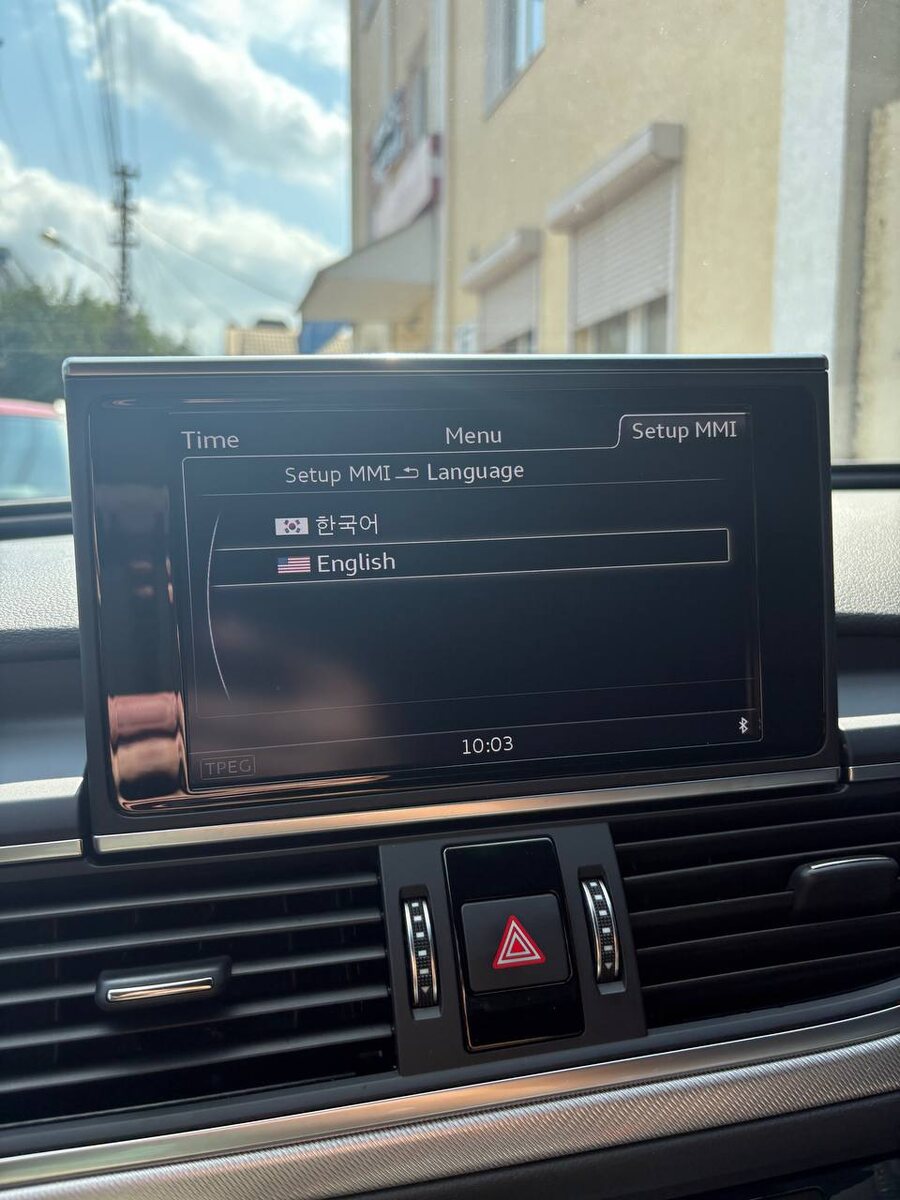 Time Menu Setup MMI
Setup MMI Language
한국어
English
10:03
TPEG